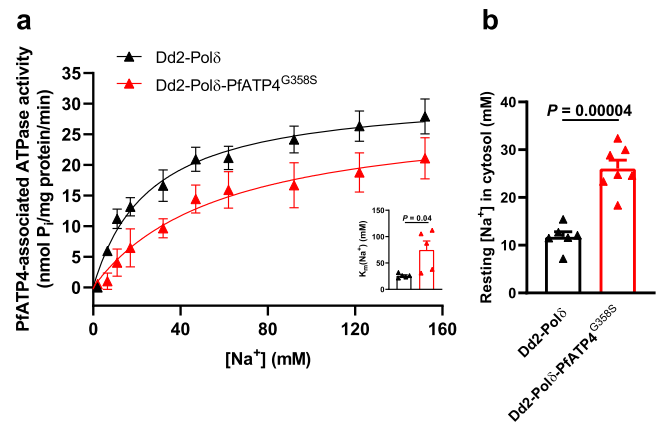 a
Dd2-Polδ
Dd2-Polδ-PfATP4G358S
PfATP4-associated ATPase activity
(nmol Pi/mg protein/min)
35
30
25
20
15
10
5
0
0
40
80
120
160
[Na+] (mM)
Km(Na+) (mM)
150
100
50
0
P = 0.04
b
P = 0.00004
Resting [Na+] in cytosol (mM)
40
30
20
10
0
Dd2-Polδ
Dd2-Polδ-PfATP4G358S